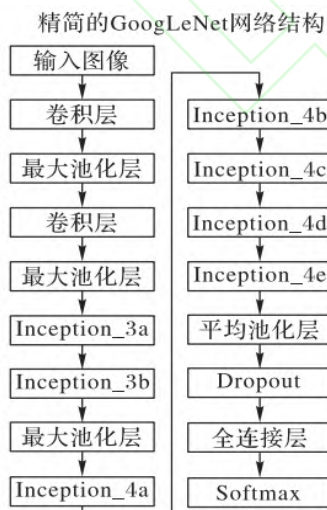 精简的GoogLeNet网络结构
输入图像
卷积层
最大池化层
卷积层
最大池化层
Inception_3a
Inception_3b
最大池化层
Inception_4a
Inception_4b
Inception_4c
Inception_4d
Inception_4e
平均池化层
Dropout
全连接层
Softmax